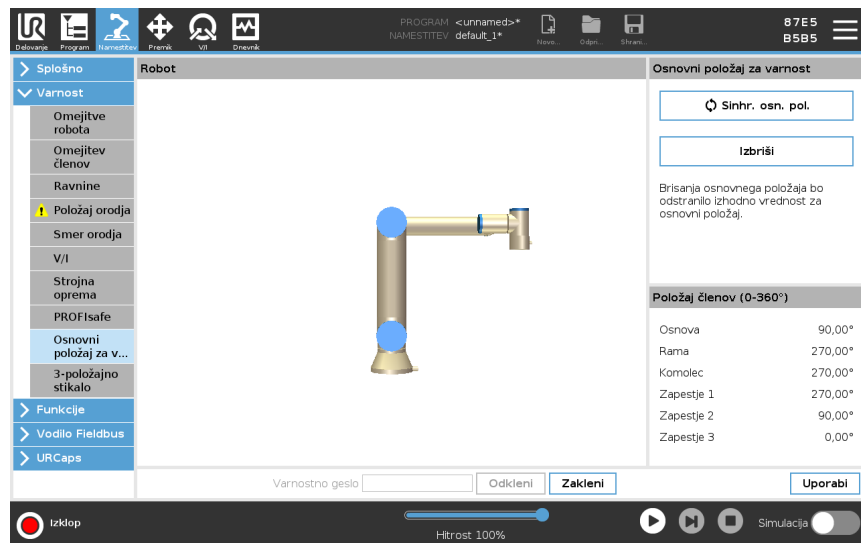 PROGRAM <unnamed>*
NAMESTITEV default_1*
Delovanje
Program
Namestitev
Premik
V/I
Dnevnik
Novo...
Odpri...
Shrani...
87E5
B5B5
Splošno
Varnost
Omejitve
robota
Omejitev
členov
Ravnine
Položaj orodja
Smer orodja
V/I
Strojna
oprema
PROFIsafe
Osnovni
položaj za v...
3-položajno
stikalo
Funkcije
Vodilo Fieldbus
URCaps
Robot
Osnovni položaj za varnost
Sinhr. osn. pol.
Izbriši
Brisanja osnovnega položaja bo
odstranilo izhodno vrednost za
osnovni položaj.
Položaj členov (0-360°)
Osnova 90,00°
Rama 270,00°
Komolec 270,00°
Zapestje 1 270,00°
Zapestje 2 90,00°
Zapestje 3 0,00°
Varnostno geslo
Odkleni
Zakleni
Uporabi
Izklop
Hitrost 100%
Simulacija